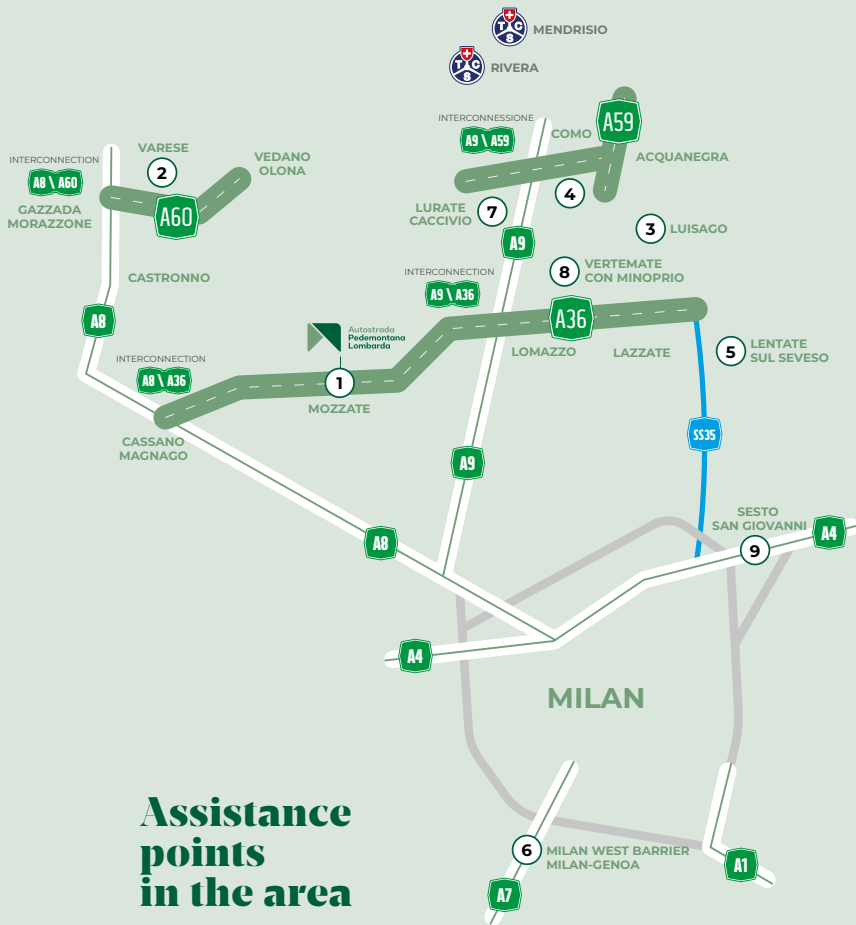 MENDRISIO
RIVERA
INTERCONNESSIONE
A9 \ A59
COMO
A59
ACQUANEGRA
INTERCONNECTION
A8 \ A60
VARESE
2
VEDANO
OLONA
A60
GAZZADA
MORAZZONE
4
LURATE
CACCIVIO
7
3
LUISAGO
A9
CASTRONNO
INTERCONNECTION
A9 \ A36
8
VERTEMATE
CON MINOPRIO
A8
A36
Autostrada
Pedemontana
Lombarda
LOMAZZO
LAZZATE
5
LENTATE
SUL SEVESO
INTERCONNECTION
A8 \ A36
1
MOZZATE
CASSANO
MAGNAGO
SS35
A9
SESTO
SAN GIOVANNI
A4
A8
9
A4
MILAN
Assistance
points
in the area
6
MILAN WEST BARRIER
MILAN-GENOA
A1
A7
TCS
TCS